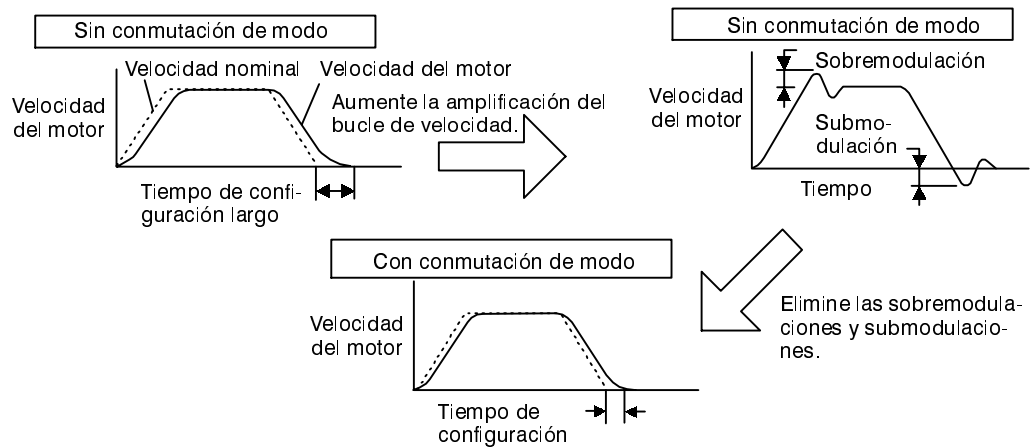 Sin conmutación de modo
Velocidad nominal
Velocidad del motor
Velocidad
del motor
Aumente la amplificación del
bucle de velocidad.
Tiempo de confi-
guración largo
Sin conmutación de modo
Sobremodulación
Velocidad
del motor
Submo-
dulación
Tiempo
Con conmutación de modo
Velocidad
del motor
Tiempo de
configuración
Elimine las sobremodula-
ciones y submodulacio-
nes.